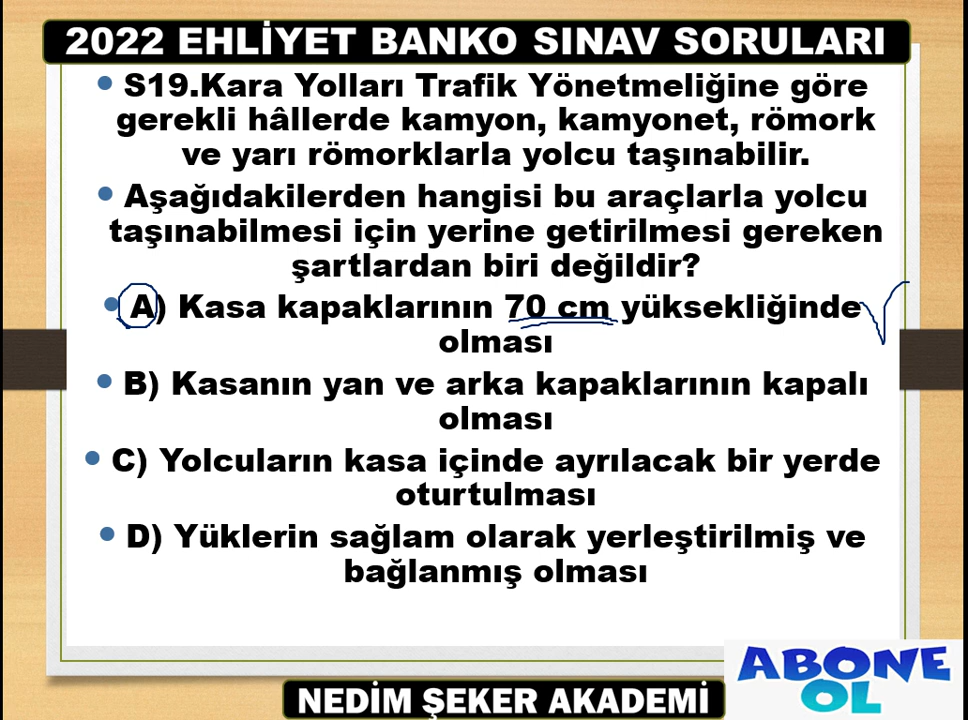 2022 EHLİYET BANKO SINAV SORULARI
S19.Kara Yolları Trafik Yönetmeliğine göre
gerekli hâllerde kamyon, kamyonet, römork
ve yarı römorklarla yolcu taşınabilir.
Aşağıdakilerden hangisi bu araçlarla yolcu
taşınabilmesi için yerine getirilmesi gereken
şartlardan biri değildir?
A) Kasa kapaklarının 70 cm yüksekliğinde
olması
B) Kasanın yan ve arka kapaklarının kapalı
olması
C) Yolcuların kasa içinde ayrılacak bir yerde
oturtulması
D) Yüklerin sağlam olarak yerleştirilmiş ve
bağlanmış olması
ABONE
OL
NEDİM ŞEKER AKADEMİ